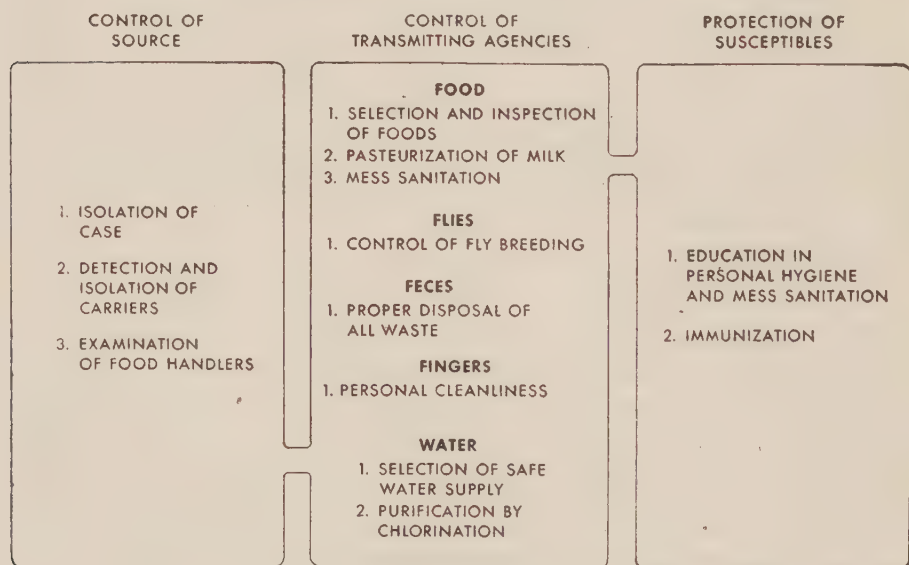 CONTROL OF
SOURCE
CONTROL OF
TRANSMITTING AGENCIES
PROTECTION OF
SUSCEPTIBLES
1. ISOLATION OF
CASE
2. DETECTION AND
ISOLATION OF
CARRIERS
3. EXAMINATION
OF FOOD HANDLERS
FOOD
1. SELECTION AND INSPECTION
OF FOODS
2. PASTEURIZATION OF MILK
3. MESS SANITATION
FLIES
1. CONTROL OF FLY BREEDING
FECES
1. PROPER DISPOSAL OF
ALL WASTE
FINGERS
1. PERSONAL CLEANLINESS
WATER
1. SELECTION OF SAFE
WATER SUPPLY
2. PURIFICATION BY
CHLORINATION
1. EDUCATION IN
PERSONAL HYGIENE
AND MESS SANITATION
2. IMMUNIZATION